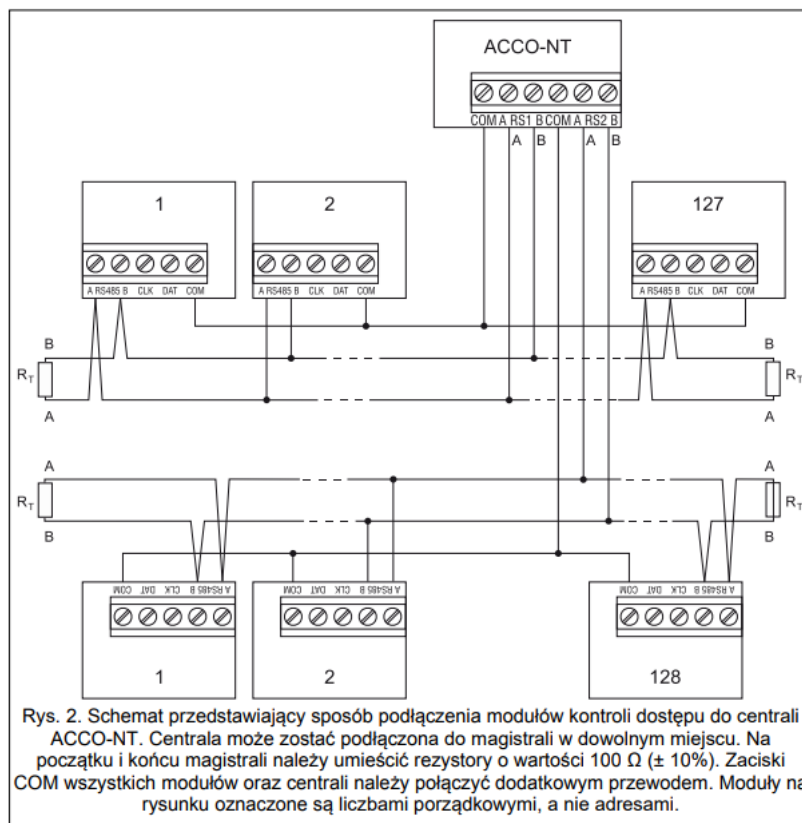 ACCO-NT
COM A RS1 B COM A RS2 B
A B A B
1 2 127
A RS485 B CLK DAT COM A RS485 B CLK DAT COM A RS485 B CLK DAT COM
B B
R_T R_T
A A
A A
R_T R_T
B B
COM DAT CLK B RS485 A COM DAT CLK B RS485 A COM DAT CLK B RS485 A
1 2 128
Rys. 2. Schemat przedstawiający sposób podłączenia modułów kontroli dostępu do centrali
ACCO-NT. Centrala może zostać podłączona do magistrali w dowolnym miejscu. Na
początku i końcu magistrali należy umieścić rezystory o wartości 100 Ω (± 10%). Zaciski
COM wszystkich modułów oraz centrali należy połączyć dodatkowym przewodem. Moduły na
rysunku oznaczone są liczbami porządkowymi, a nie adresami.